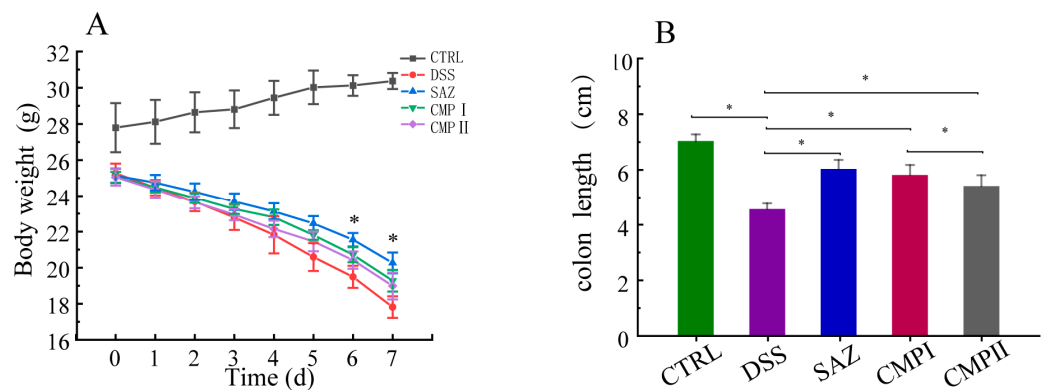 A
Body weight (g)
32
30
28
26
24
22
20
18
16
0 1 2 3 4 5 6 7
Time (d)
CTRL
DSS
SAZ
CMP I
CMP II
*
*
B
colon length (cm)
10
8
6
4
2
0
*
*
*
*
*
CTRL
DSS
SAZ
CMPI
CMPII